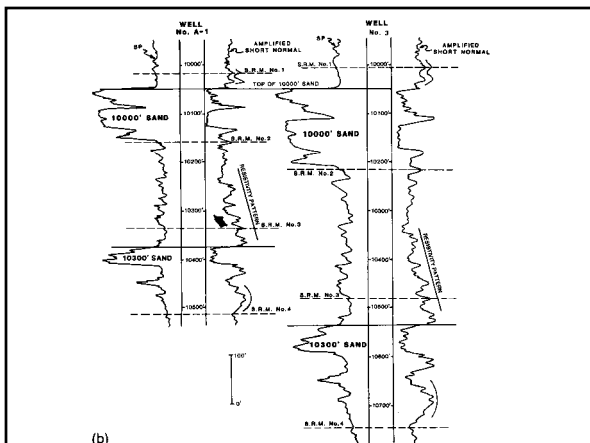 WELL
No. A-1
WELL
No. 3
SP
AMPLIFIED
SHORT NORMAL
SP
AMPLIFIED
SHORT NORMAL
10000'
S.R.M. No.1
S.R.M. No.1
10000'
TOP OF 10000' SAND
10000' SAND
10100'
10100'
10000' SAND
S.R.M. No.2
10200'
10200'
S.R.M. No.2
RESISTIVITY PATTERN
10300'
S.R.M. No.3
10300'
10300' SAND
10400'
10400'
RESISTIVITY PATTERN
S.R.M. No.3
10500'
S.R.M. No.4
10500'
10300' SAND
10600'
100'
0'
10700'
S.R.M. No.4
(b)